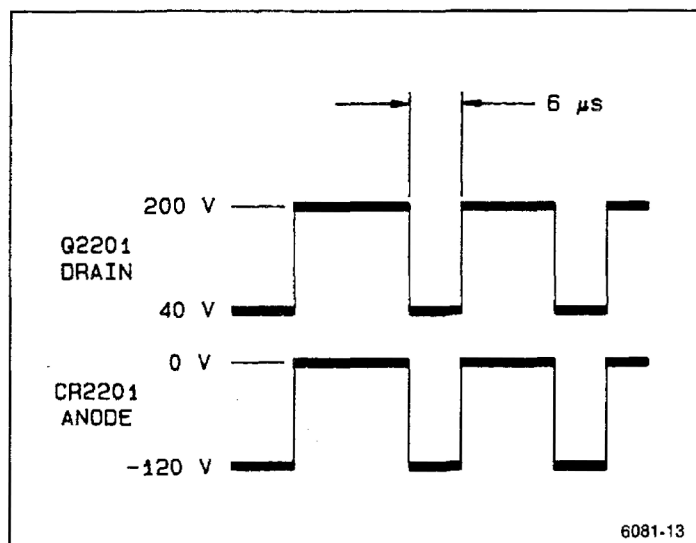 6 µs
200 V
Q2201
DRAIN
40 V
0 V
CR2201
ANODE
-120 V
6081-13